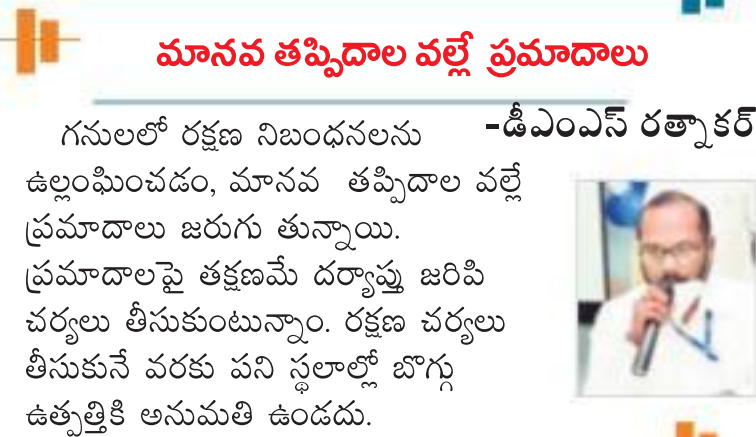 మానవ తప్పిదాల వల్లే ప్రమాదాలు
-డీఎంఎస్ రత్నాకర్
గనులలో రక్షణ నిబంధనలను
ఉల్లంఘించడం, మానవ తప్పిదాల వల్లే
ప్రమాదాలు జరుగు తున్నాయి.
ప్రమాదాలపై తక్షణమే దర్యాప్తు జరిపి
చర్యలు తీసుకుంటున్నాం. రక్షణ చర్యలు
తీసుకునే వరకు పని స్థలాల్లో బొగ్గు
ఉత్పత్తికి అనుమతి ఉండదు.